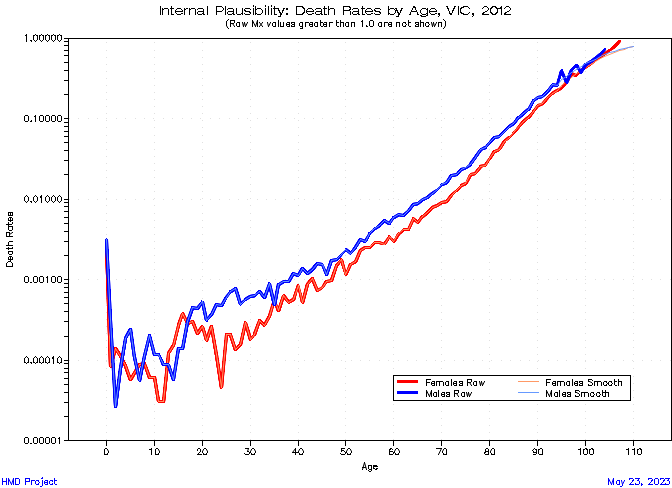 Internal Plausibility: Death Rates by Age, VIC, 2012
(Raw Mx values greater than 1.0 are not shown)
1.00000
0.10000
0.01000
0.00100
0.00010
0.00001
Death Rates
0 10 20 30 40 50 60 70 80 90 100 110
Age
Females Raw Females Smooth
Males Raw Males Smooth
HMD Project May 23, 2023